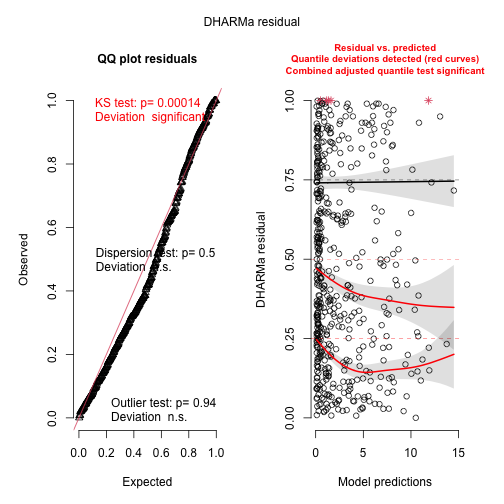 DHARMa residual
QQ plot residuals
KS test: p= 0.00014
Deviation significant
Dispersion test: p= 0.5
Deviation n.s.
Outlier test: p= 0.94
Deviation n.s.
Observed
0.0
0.2
0.4
0.6
0.8
1.0
0.0 0.2 0.4 0.6 0.8 1.0
Expected
Residual vs. predicted
Quantile deviations detected (red curves)
Combined adjusted quantile test significant
DHARMa residual
0.00
0.25
0.50
0.75
1.00
0 5 10 15
Model predictions